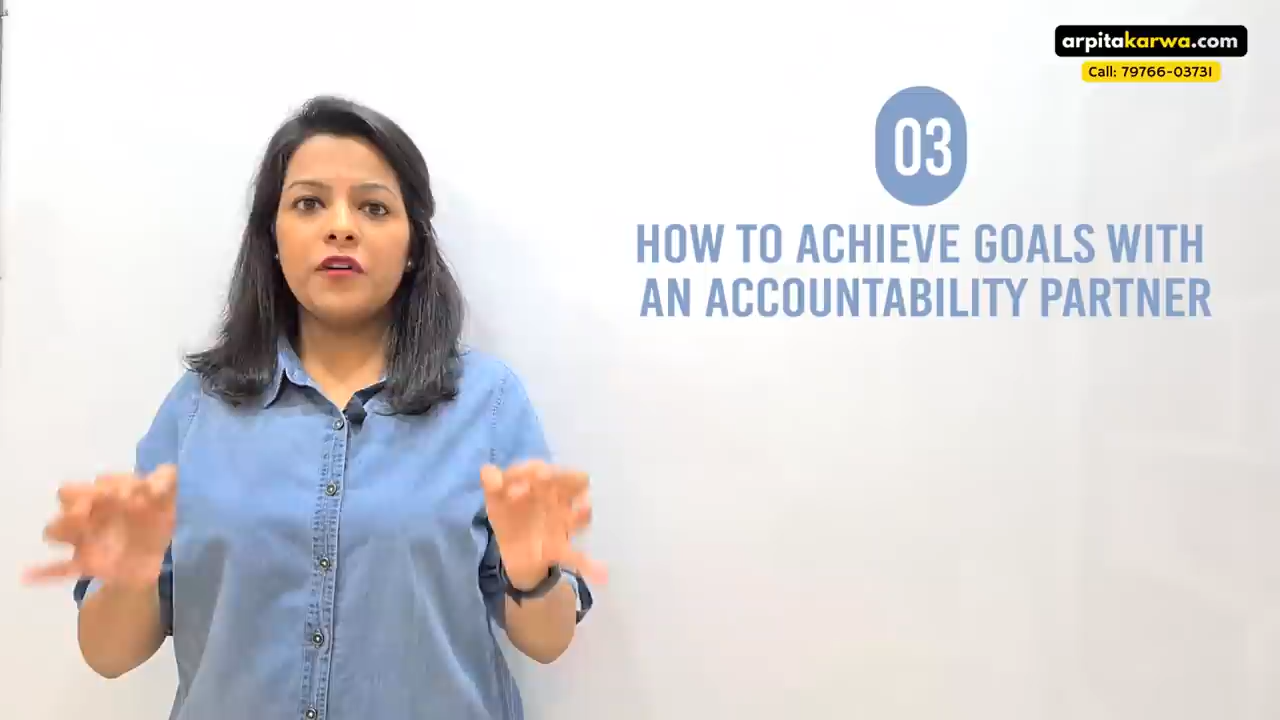 arpitakarwa.com
Call: 79766-03731
03
HOW TO ACHIEVE GOALS WITH
AN ACCOUNTABILITY PARTNER